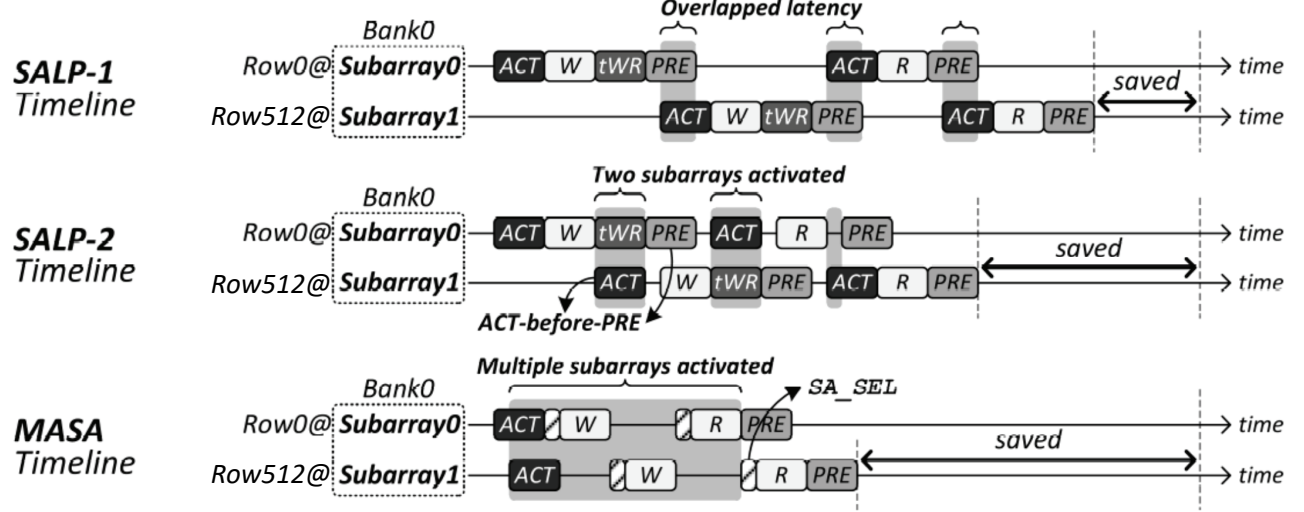 Overlapped latency
Bank0
SALP-1
Timeline
Row0@ Subarray0 ACT W tWR PRE ACT R PRE time
saved
Row512@ Subarray1 ACT W tWR PRE ACT R PRE time
Two subarrays activated
Bank0
SALP-2
Timeline
Row0@ Subarray0 ACT W tWR PRE ACT R PRE time
saved
Row512@ Subarray1 ACT W tWR PRE ACT R PRE time
ACT-before-PRE
Multiple subarrays activated
Bank0
SA_SEL
MASA
Timeline
Row0@ Subarray0 ACT W R PRE time
saved
Row512@ Subarray1 ACT W R PRE time